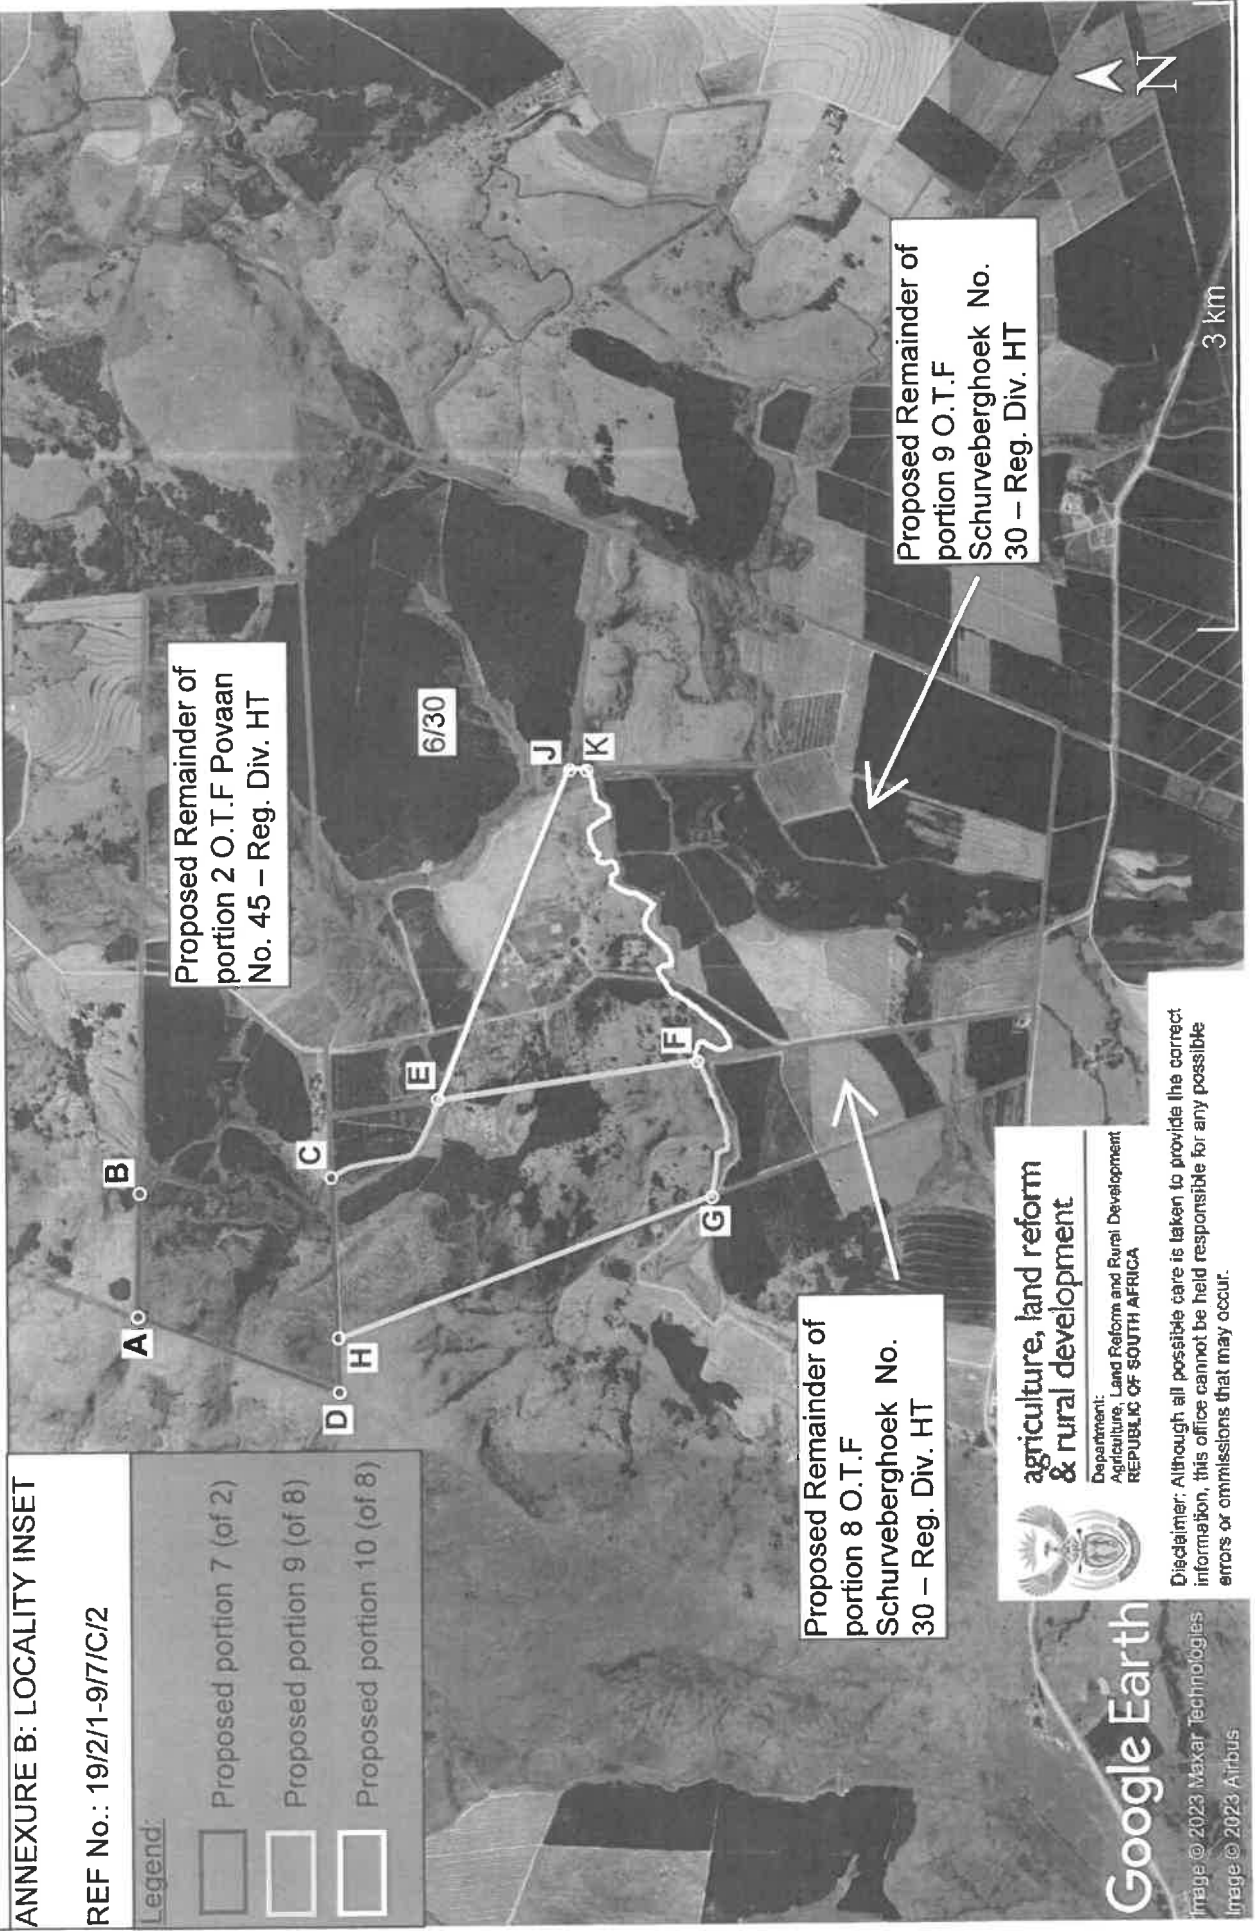 ANNEXURE B: LOCALITY INSET
REF No.: 19/2/1-9/7/C/2
Legend:
Proposed portion 7 (of 2)
Proposed portion 9 (of 8)
Proposed portion 10 (of 8)
A
B
C
D
H
E
F
G
J
K
6/30
Proposed Remainder of
portion 2 O.T.F Povaan
No. 45 – Reg. Div. HT
Proposed Remainder of
portion 8 O.T.F
Schurveberghoek No.
30 – Reg. Div. HT
Proposed Remainder of
portion 9 O.T.F
Schurveberghoek No.
30 – Reg. Div. HT
N
3 km
Google Earth
Image © 2023 Maxar Technologies
Image © 2023 Airbus
agriculture, land reform
& rural development
Department:
Agriculture, Land Reform and Rural Development
REPUBLIC OF SOUTH AFRICA
Disclaimer: Although all possible care is taken to provide the correct
information, this office cannot be held responsible for any possible
errors or ommissions that may occur.